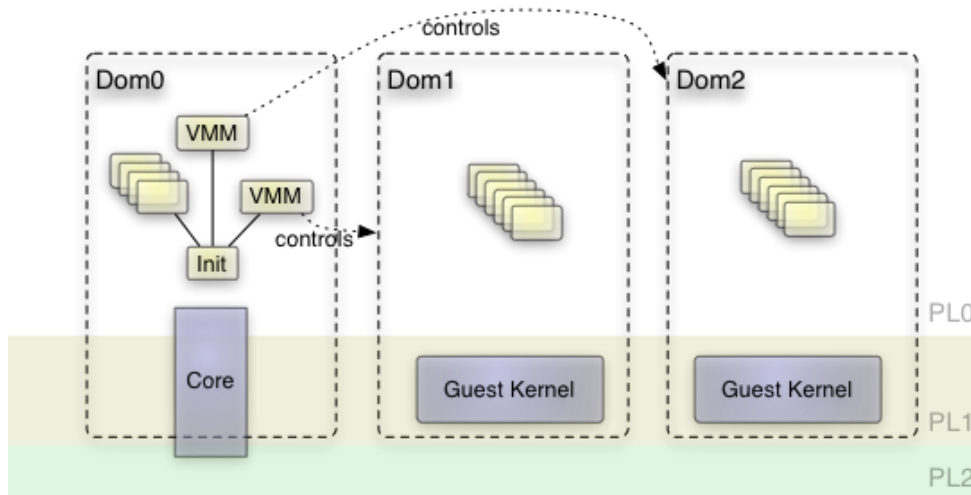 controls
Dom0
Dom1
Dom2
VMM
VMM
controls
Init
PL0
Core
Guest Kernel
Guest Kernel
PL1
PL2